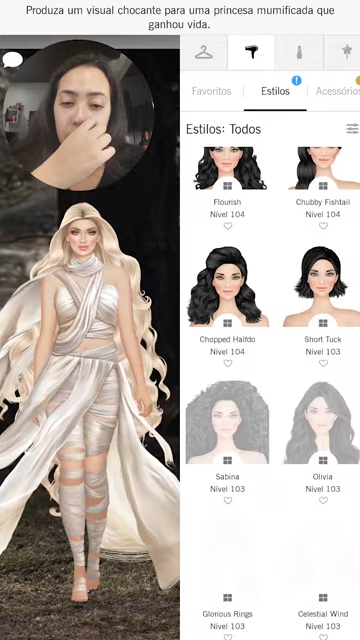 Produza um visual chocante para uma princesa mumificada que
ganhou vida.
Favoritos
Estilos
Acessórios
Estilos: Todos
Flourish
Nível 104
Chubby Fishtail
Nível 104
Chopped Halfdo
Nível 104
Short Tuck
Nível 103
Sabina
Nível 103
Olivia
Nível 103
Glorious Rings
Nível 103
Celestial Wind
Nível 103